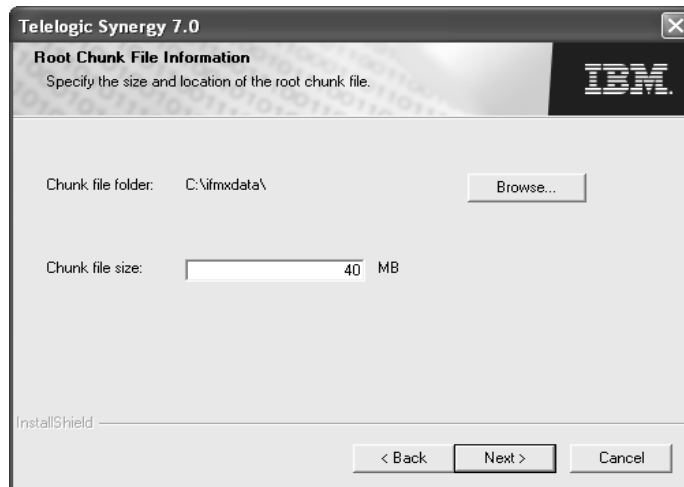 Telelogic Synergy 7.0
Root Chunk File Information
Specify the size and location of the root chunk file.
IBM.
Chunk file folder: C:\ifmxdata\ Browse...
Chunk file size: 40 MB
InstallShield
< Back Next > Cancel